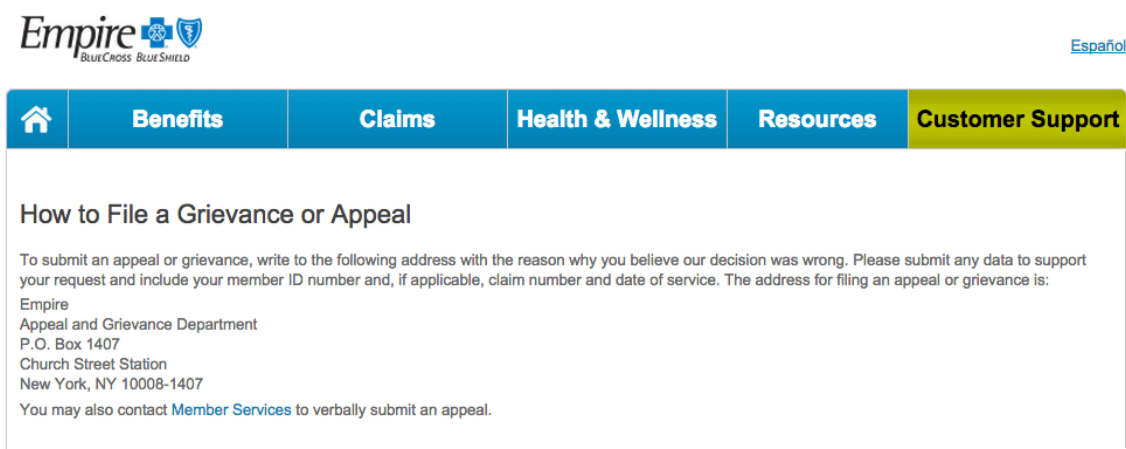 Empire
BLUECROSS BLUESHIELD
Español
Benefits
Claims
Health & Wellness
Resources
Customer Support
How to File a Grievance or Appeal
To submit an appeal or grievance, write to the following address with the reason why you believe our decision was wrong. Please submit any data to support
your request and include your member ID number and, if applicable, claim number and date of service. The address for filing an appeal or grievance is:
Empire
Appeal and Grievance Department
P.O. Box 1407
Church Street Station
New York, NY 10008-1407
You may also contact Member Services to verbally submit an appeal.